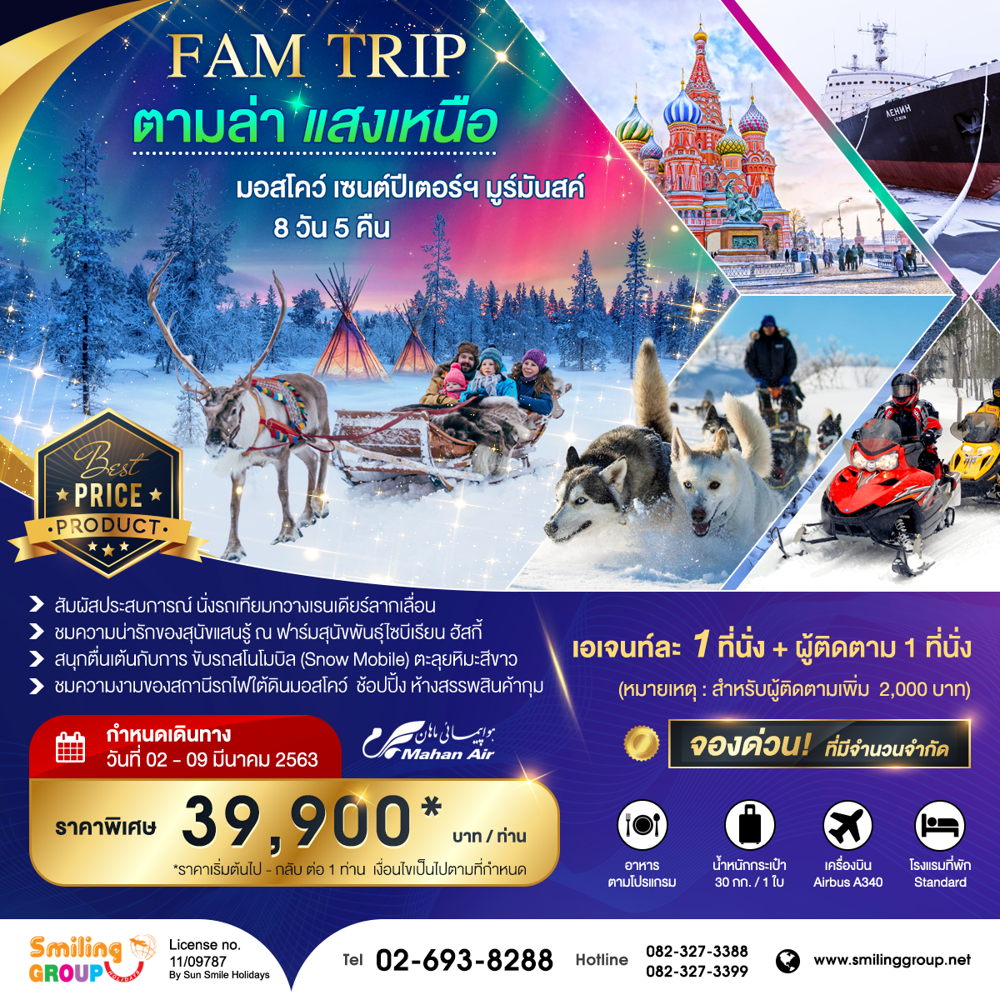 FAM TRIP
ตามล่า แสงเหนือ
มอสโคว์ เซนต์ปีเตอร์ฯ มูร์มันสค์
8 วัน 5 คืน
ЛЕНИН
LENIN
Best
PRICE
PRODUCT
สัมผัสประสบการณ์ นั่งรถเทียมกวางเรนเดียร์ลากเลื่อน
ชมความน่ารักของสุนัขแสนรู้ ณ ฟาร์มสุนัขพันธุ์ไซบีเรียน ฮัสกี้
สนุกตื่นเต้นกับการ ขับรถสโนโมบิล (Snow Mobile) ตะลุยหิมะสีขาว
ชมความงามของสถานีรถไฟใต้ดินมอสโคว์ ช้อปปิ้ง ห้างสรรพสินค้ากุม
เอเจนท์ละ 1 ที่นั่ง + ผู้ติดตาม 1 ที่นั่ง
(หมายเหตุ : สำหรับผู้ติดตามเพิ่ม 2,000 บาท)
จองด่วน! ที่มีจำนวนจำกัด
กำหนดเดินทาง
วันที่ 02 - 09 มีนาคม 2563
هواپیمائی ماهان
Mahan Air
ราคาพิเศษ 39,900* บาท / ท่าน
*ราคาเริ่มต้นไป - กลับ ต่อ 1 ท่าน เงื่อนไขเป็นไปตามที่กำหนด
อาหาร
ตามโปรแกรม
น้ำหนักกระเป๋า
30 กก. / 1 ใบ
เครื่องบิน
Airbus A340
โรงแรมที่พัก
Standard
Smiling
GROUP
HOLIDAYS
License no.
11/09787
By Sun Smile Holidays
Tel 02-693-8288
Hotline 082-327-3388
082-327-3399
www.smilinggroup.net